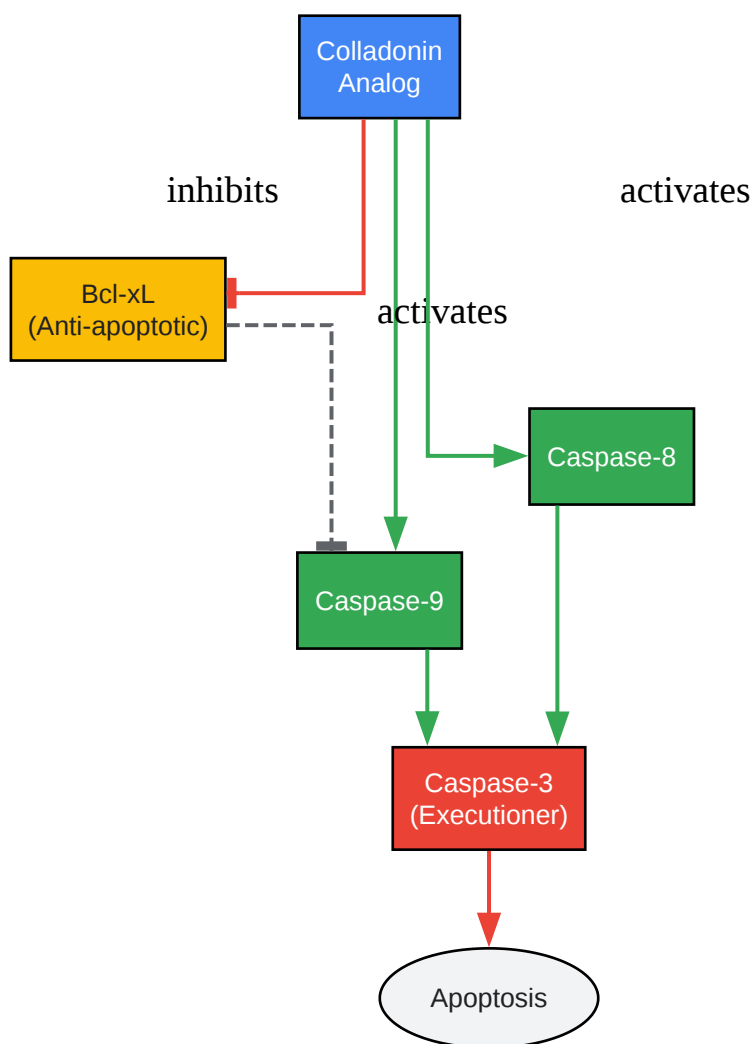 Colladonin
Analog
inhibits
activates
Bcl-xL
(Anti-apoptotic)
activates
Caspase-8
Caspase-9
Caspase-3
(Executioner)
Apoptosis